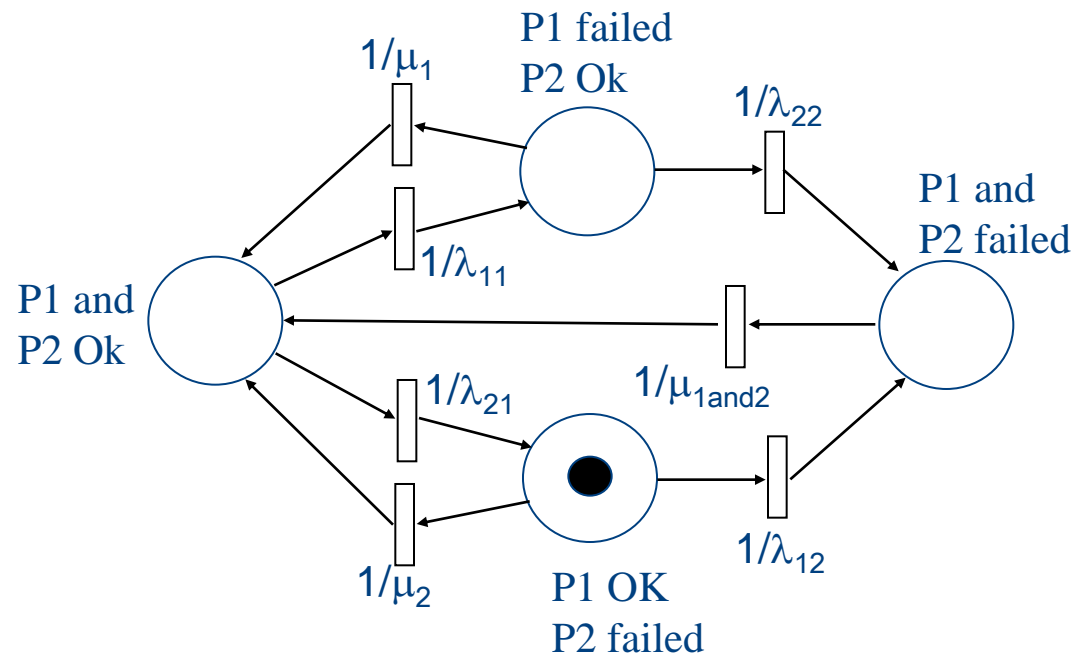 P1 failed
P2 Ok
1/μ₁
1/λ₂₂
P1 and
P2 failed
1/λ₁₁
P1 and
P2 Ok
1/λ₂₁
1/μ₁ₐₙd₂
1/λ₁₂
1/μ₂
P1 OK
P2 failed